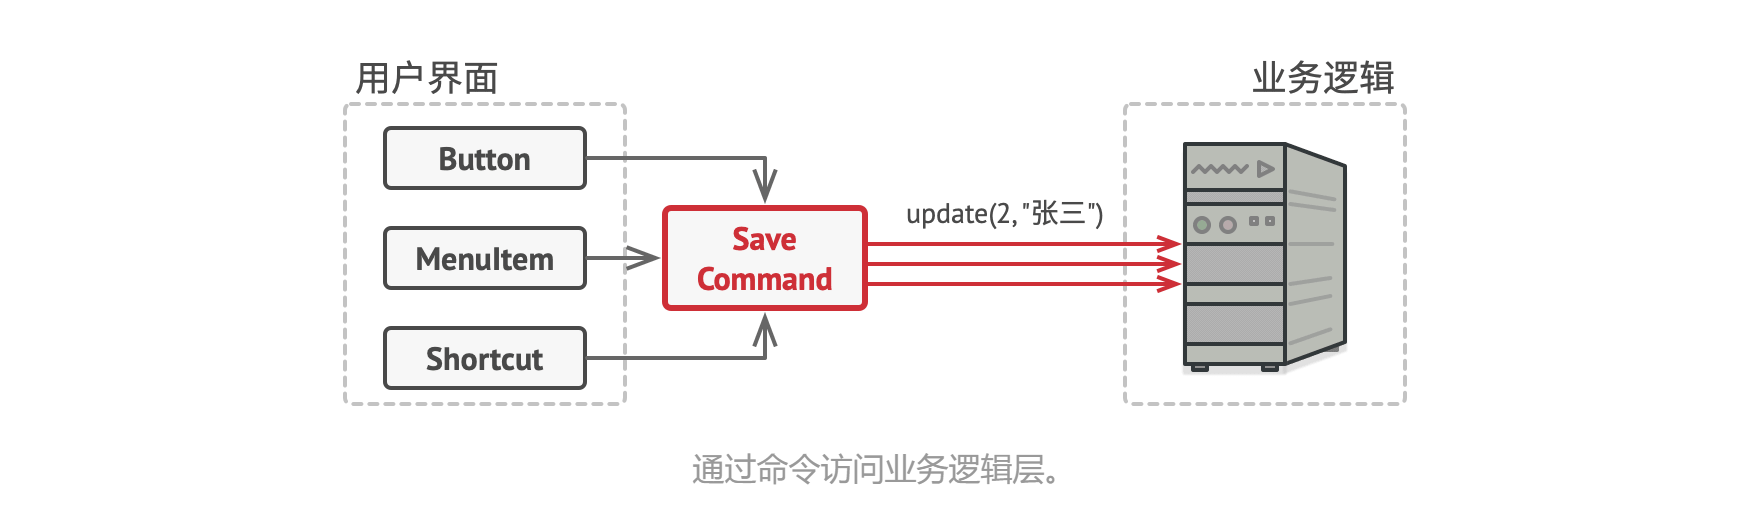 用户界面
业务逻辑
Button
MenuItem
Shortcut
Save
Command
update(2, "张三")
通过命令访问业务逻辑层。